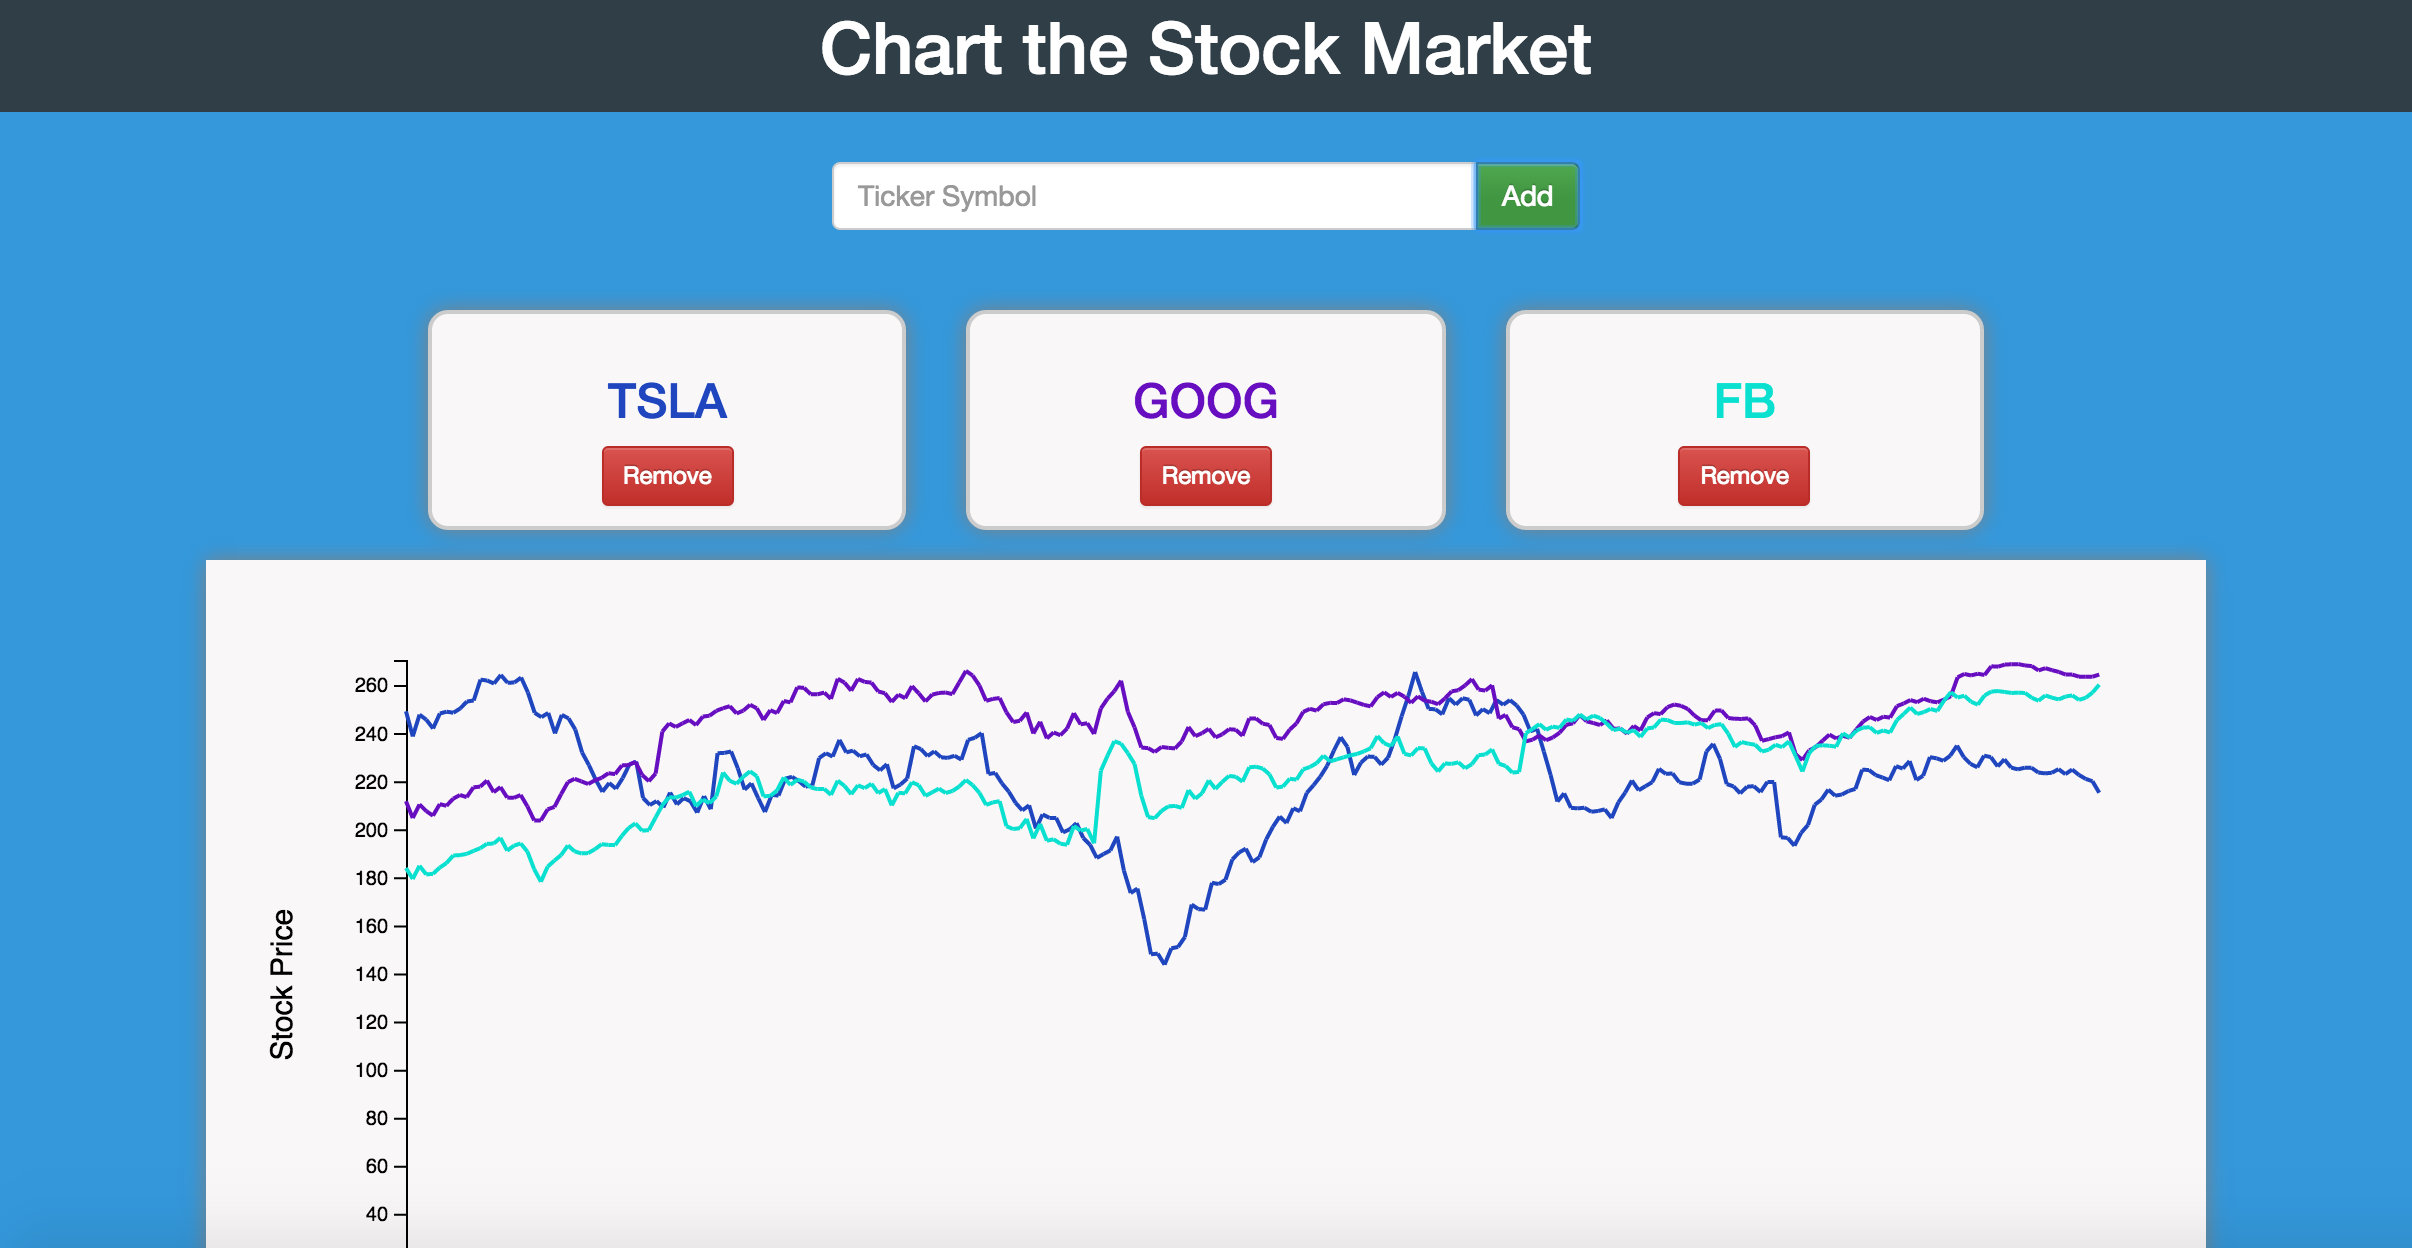 Chart the Stock Market
Ticker Symbol
Add
TSLA
GOOG
FB
Remove
Remove
Remove
260
240
220
200
180
160
140
120
100
80
60
40
Stock Price